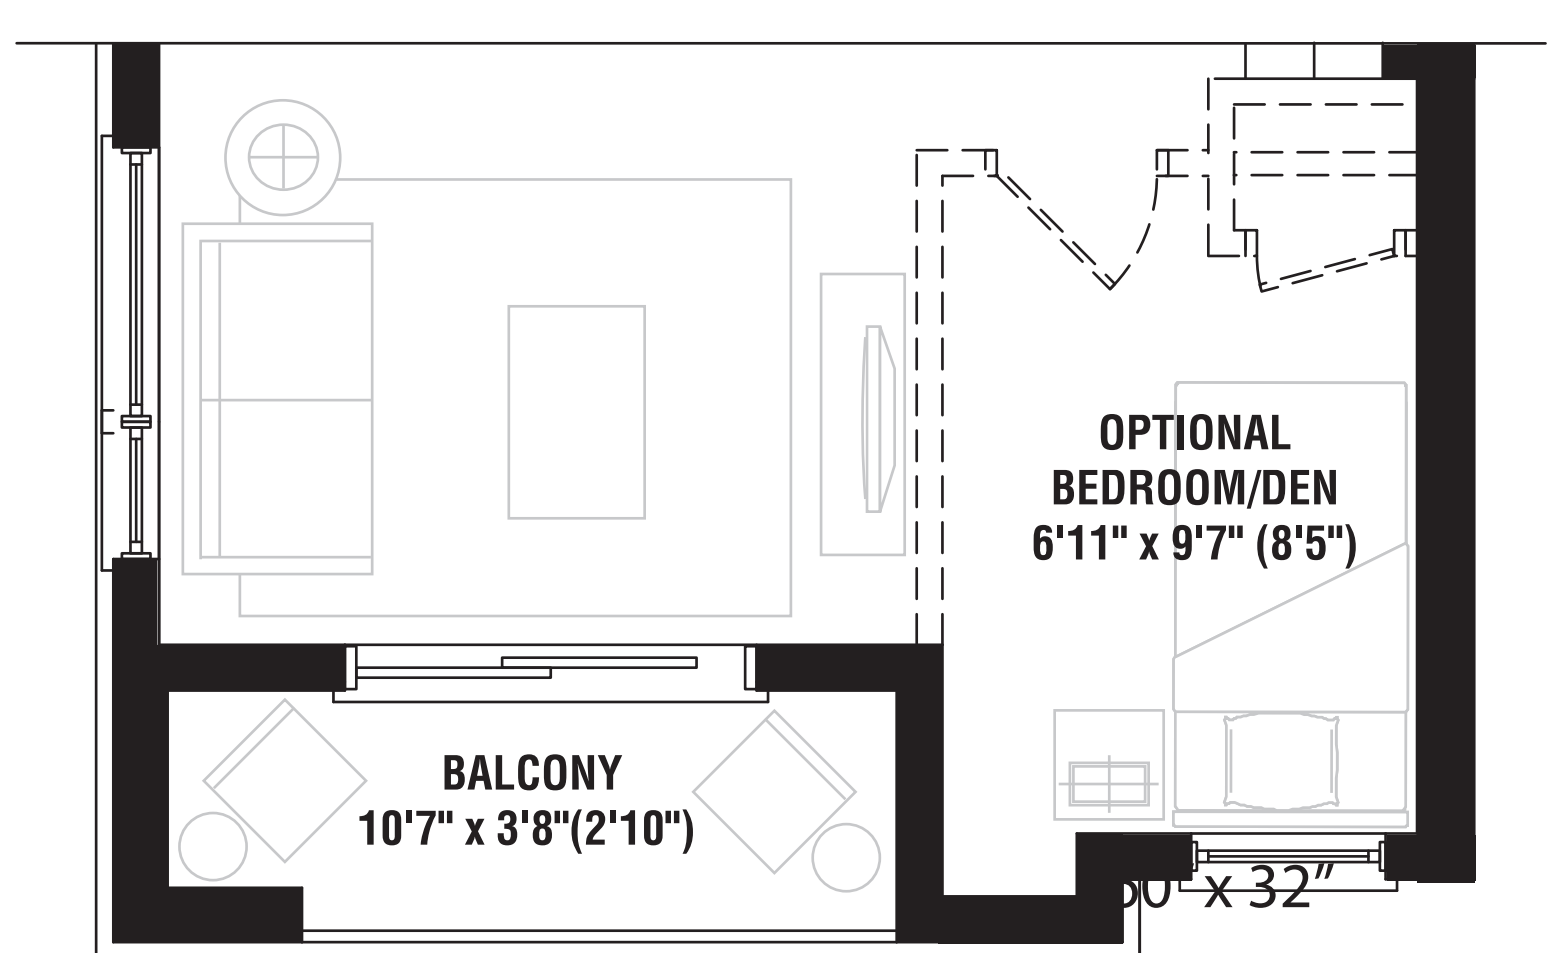 OPTIONAL
BEDROOM/DEN
6'11" x 9'7" (8'5")
BALCONY
10'7" x 3'8"(2'10")
x 32″